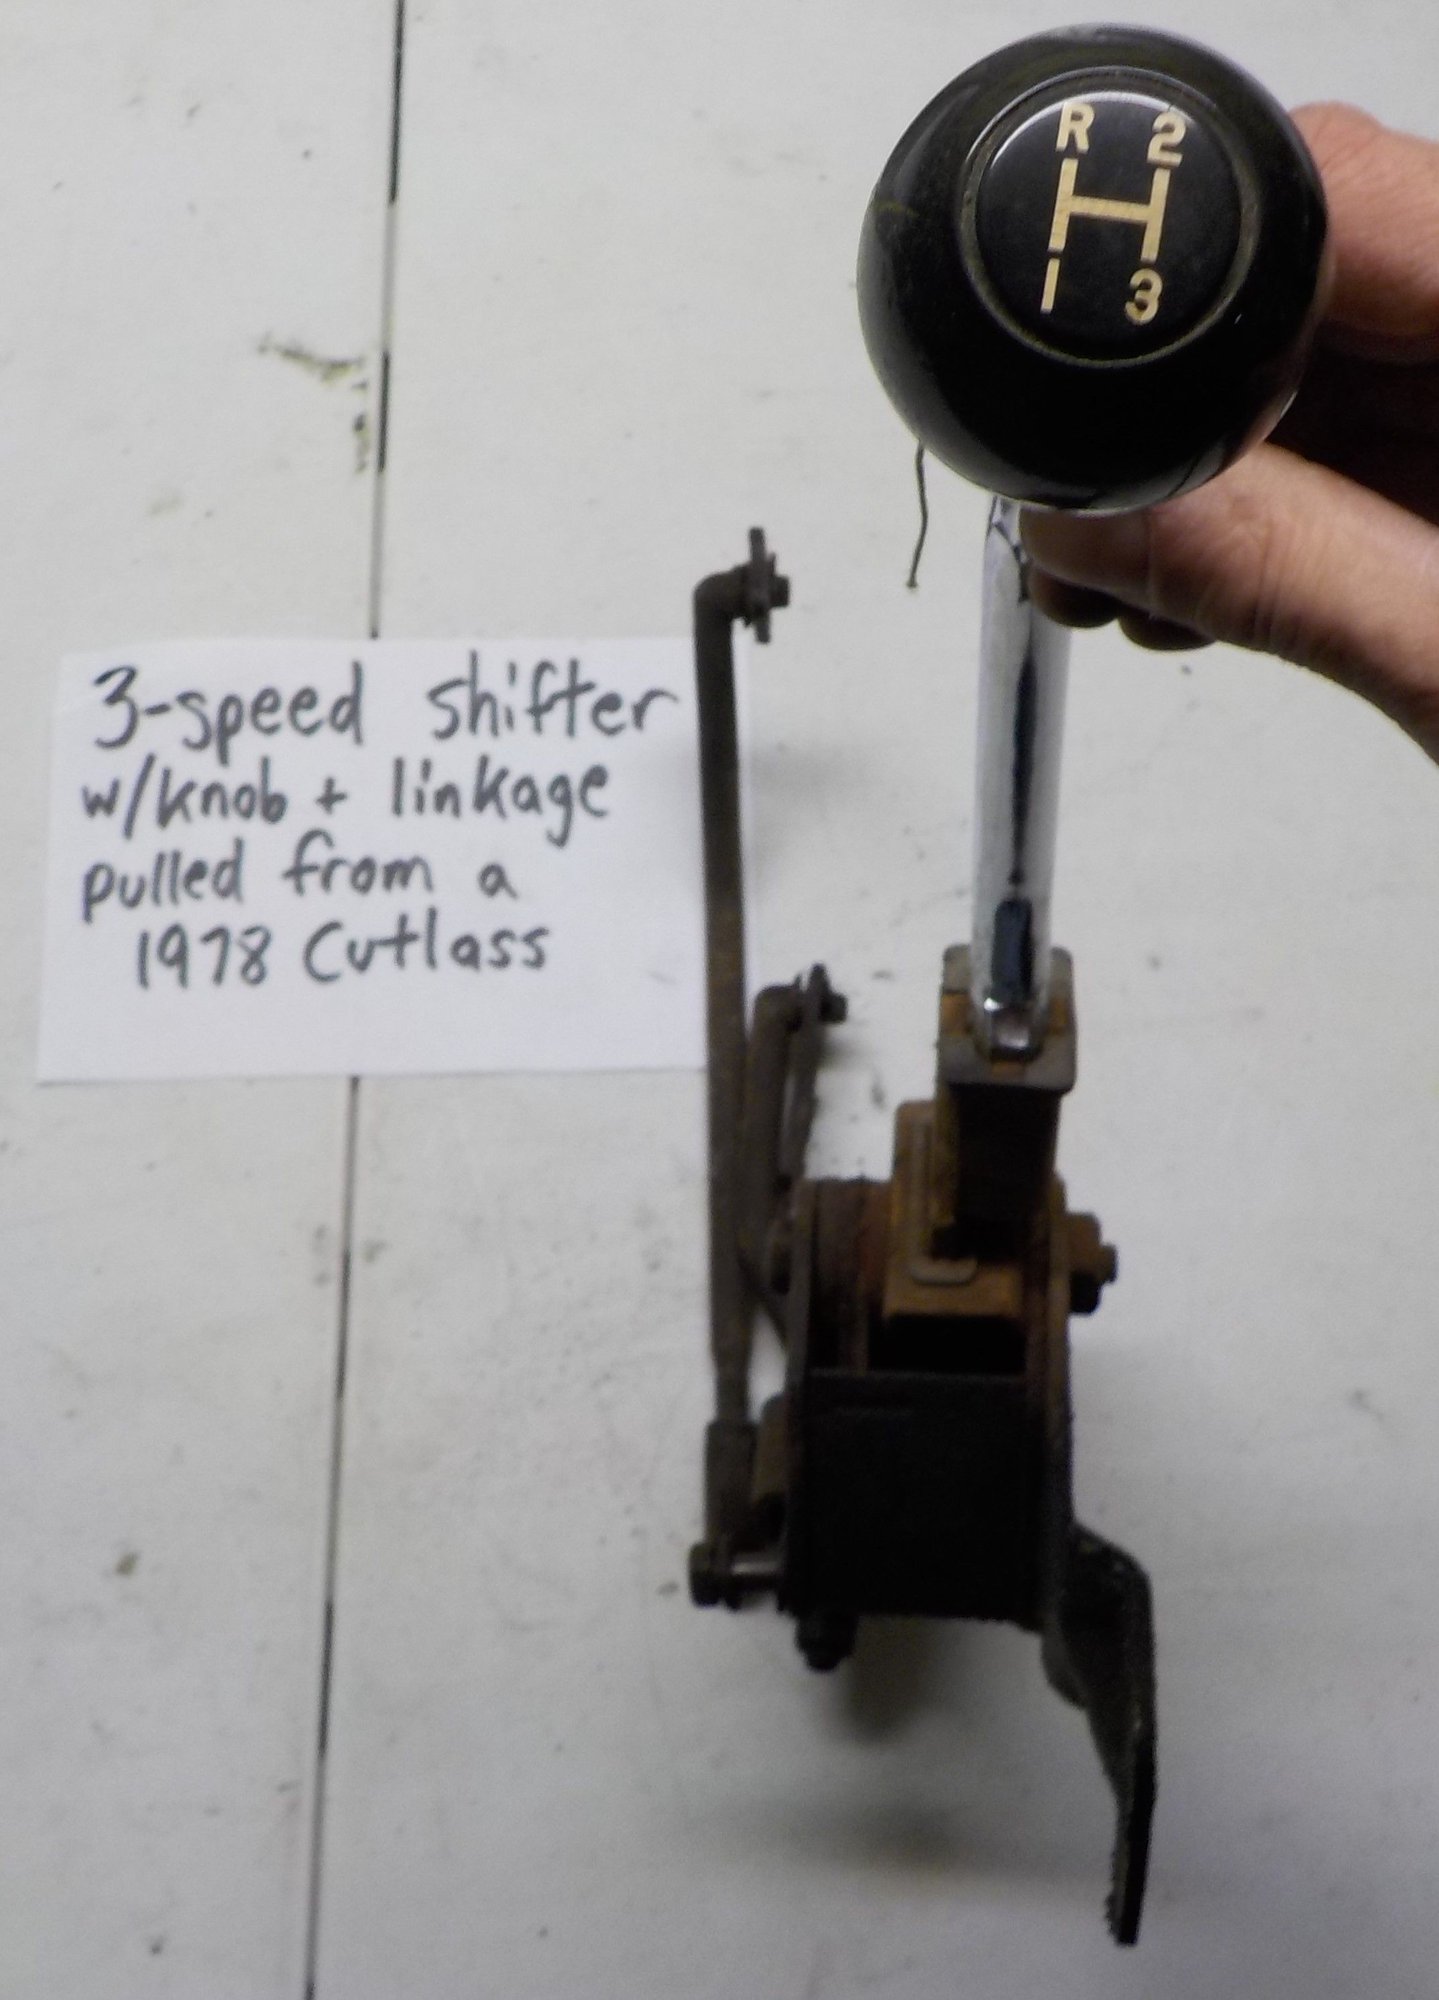 R 2
1 3
3-speed shifter
w/knob + linkage
pulled from a
1978 Cutlass